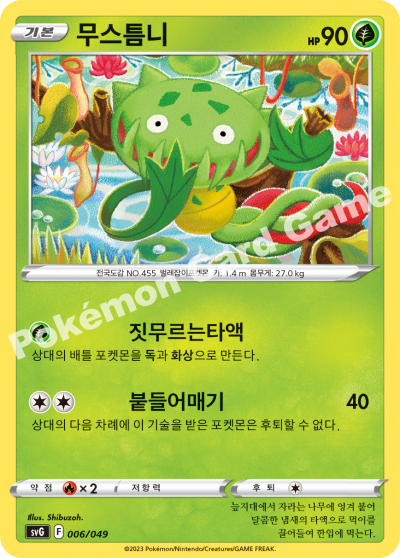 기본 무스틈니 HP 90
전국도감 NO.455 벌레잡이포켓몬 키: 1.4 m 몸무게: 27.0 kg
Pokémon Card Game
짓무르는타액
상대의 배틀 포켓몬을 독과 화상으로 만든다.
붙들어매기 40
상대의 다음 차례에 이 기술을 받은 포켓몬은 후퇴할 수 없다.
약점 ×2 저항력 후퇴
Illus. Shibuzoh.
svG F 006/049
늪지대에서 자라는 나무에 엉겨 붙어
달콤한 냄새의 타액으로 먹이를
끌어들여 한입에 먹는다.
©2023 Pokémon/Nintendo/Creatures/GAME FREAK.